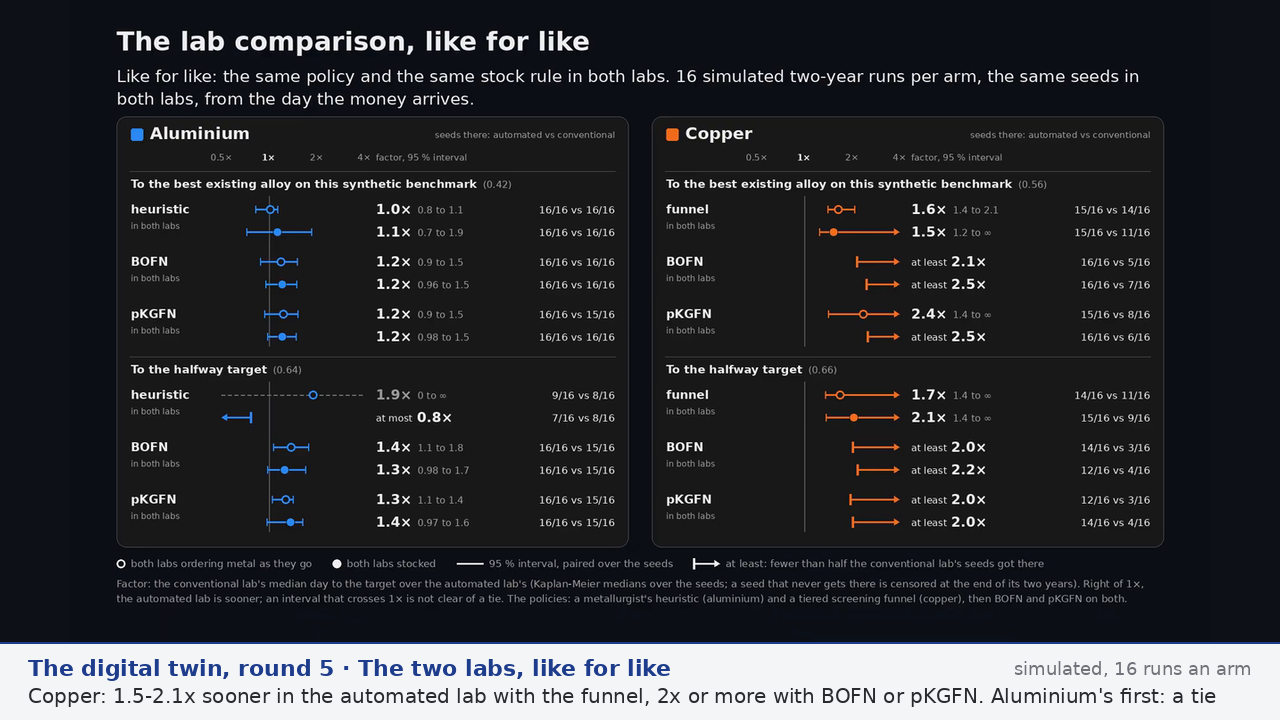 The lab comparison, like for like
Like for like: the same policy and the same stock rule in both labs. 16 simulated two-year runs per arm, the same seeds in
both labs, from the day the money arrives.
Aluminium
seeds there: automated vs conventional
0.5× 1× 2× 4× factor, 95 % interval
To the best existing alloy on this synthetic benchmark (0.42)
heuristic 1.0× 0.8 to 1.1 16/16 vs 16/16
in both labs
1.1× 0.7 to 1.9 16/16 vs 16/16
BOFN 1.2× 0.9 to 1.5 16/16 vs 16/16
in both labs
1.2× 0.96 to 1.5 16/16 vs 16/16
pKGFN 1.2× 0.9 to 1.5 16/16 vs 15/16
in both labs
1.2× 0.98 to 1.5 16/16 vs 16/16
To the halfway target (0.64)
heuristic 1.9× 0 to ∞ 9/16 vs 8/16
in both labs
at most 0.8× 7/16 vs 8/16
BOFN 1.4× 1.1 to 1.8 16/16 vs 15/16
in both labs
1.3× 0.98 to 1.7 16/16 vs 15/16
pKGFN 1.3× 1.1 to 1.4 16/16 vs 15/16
in both labs
1.4× 0.97 to 1.6 16/16 vs 15/16
Copper
seeds there: automated vs conventional
0.5× 1× 2× 4× factor, 95 % interval
To the best existing alloy on this synthetic benchmark (0.56)
funnel 1.6× 1.4 to 2.1 15/16 vs 14/16
in both labs
1.5× 1.2 to ∞ 15/16 vs 11/16
BOFN at least 2.1× 16/16 vs 5/16
in both labs
at least 2.5× 16/16 vs 7/16
pKGFN 2.4× 1.4 to ∞ 15/16 vs 8/16
in both labs
at least 2.5× 16/16 vs 6/16
To the halfway target (0.66)
funnel 1.7× 1.4 to ∞ 14/16 vs 11/16
in both labs
2.1× 1.4 to ∞ 15/16 vs 9/16
BOFN at least 2.0× 14/16 vs 3/16
in both labs
at least 2.2× 12/16 vs 4/16
pKGFN at least 2.0× 12/16 vs 3/16
in both labs
at least 2.0× 14/16 vs 4/16
both labs ordering metal as they go both labs stocked 95 % interval, paired over the seeds at least: fewer than half the conventional lab's seeds got there
Factor: the conventional lab's median day to the target over the automated lab's (Kaplan-Meier medians over the seeds; a seed that never gets there is censored at the end of its two years). Right of 1×,
the automated lab is sooner; an interval that crosses 1× is not clear of a tie. The policies: a metallurgist's heuristic (aluminium) and a tiered screening funnel (copper), then BOFN and pKGFN on both.
The digital twin, round 5 · The two labs, like for like
simulated, 16 runs an arm
Copper: 1.5-2.1x sooner in the automated lab with the funnel, 2x or more with BOFN or pKGFN. Aluminium's first: a tie